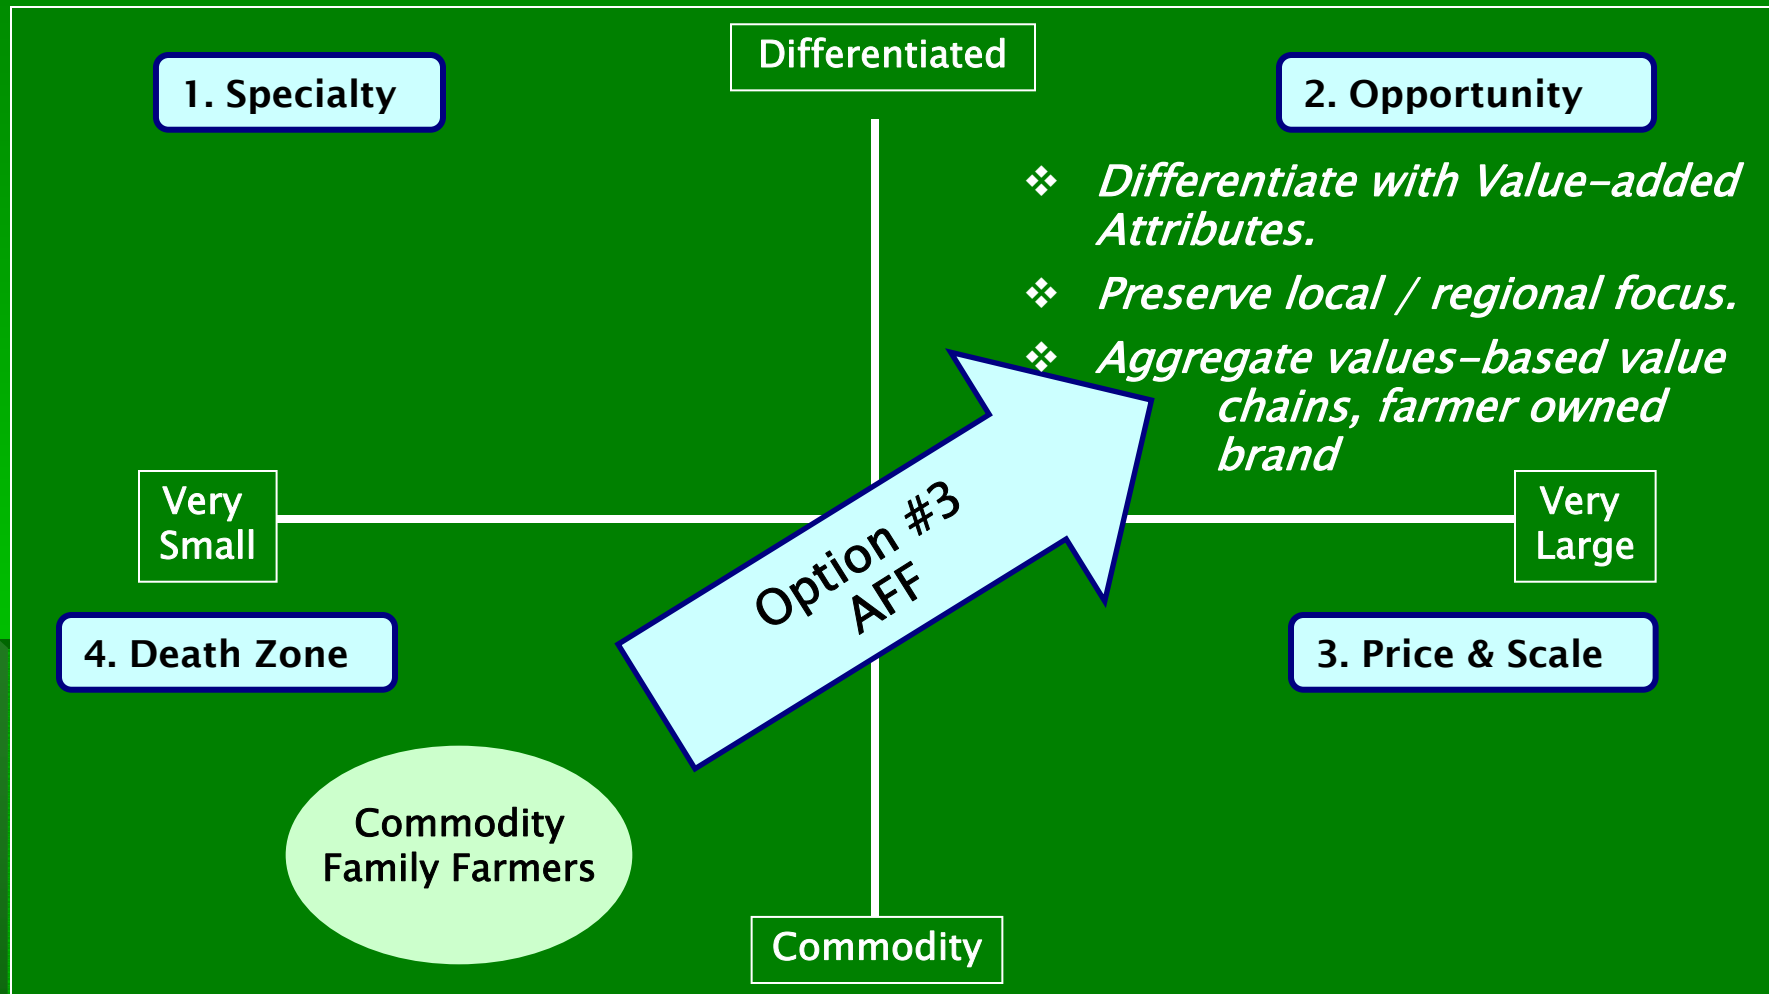 Differentiated
1. Specialty
2. Opportunity
❖ Differentiate with Value-added
Attributes.
❖ Preserve local / regional focus.
❖ Aggregate values-based value
chains, farmer owned
brand
Very
Small
Option #3
AFF
Very
Large
4. Death Zone
3. Price & Scale
Commodity
Family Farmers
Commodity